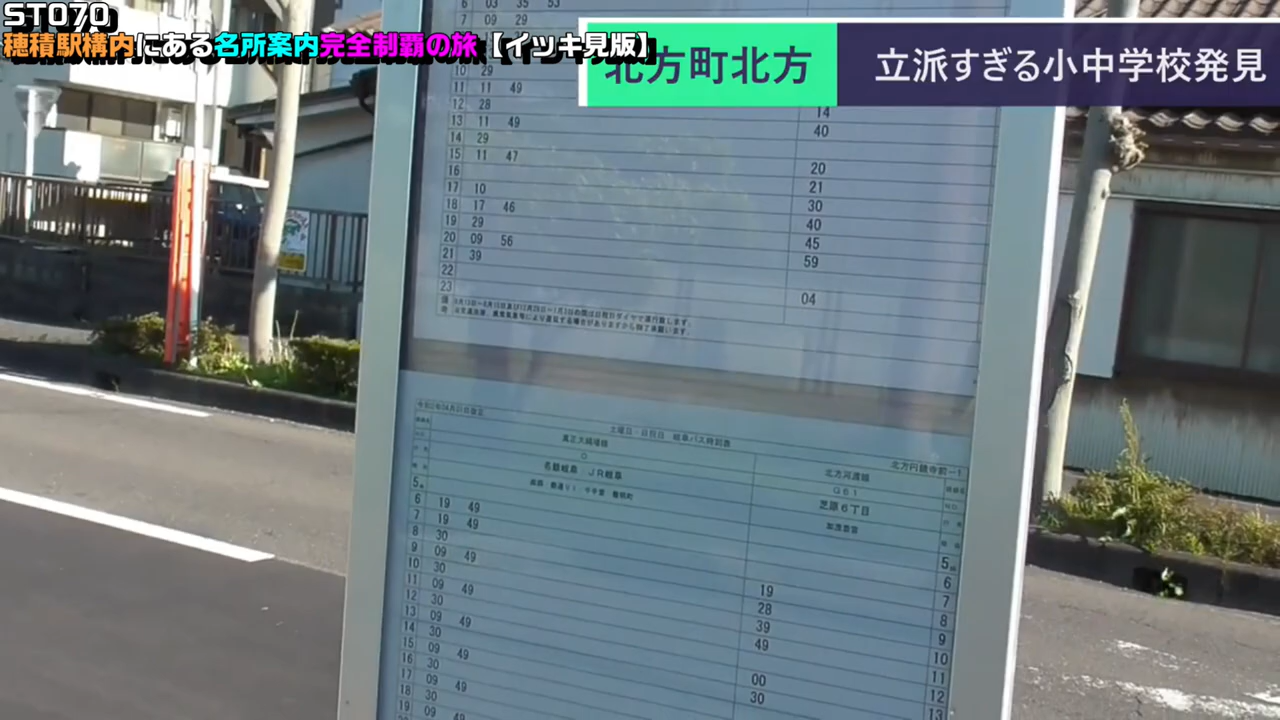 ST070
穂積駅構内にある名所案内完全制覇の旅【イツキ見版】
北方町北方
立派すぎる小中学校発見
6 03 35 53
7 09 29
10 29
11 11 49
12 28
13 11 49
14 29
15 11 47
16
17 10
18 17 46
19 29
20 09 56
21 39
22
23
14
40
20
21
30
40
45
59
04
土曜日・日祝日 岐阜バス時刻表
真正大縄場線
名鉄岐阜 JR岐阜
北方円鏡寺前-1
北方河渡線
芝原6丁目
5
6 19 49
7 19 49
8 30
9 09 49
10 30
11 09 49
12 30
13 09 49
14 30
15 09 49
16 30
17 09 49
18 30
19 09 49
5
6
19 7
28 8
39 9
49 10
11
00 12
30 13